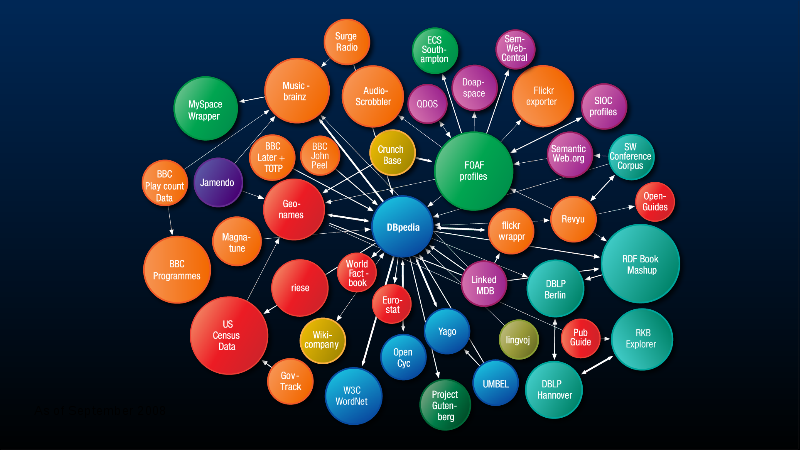 Surge
Radio
ECS
South-
ampton
Sem-
Web-
Central
Music -
brainz
Audio-
Scrobbler
Doap-
space
Flickr
exporter
MySpace
Wrapper
QDOS
SIOC
profiles
BBC
Later +
TOTP
BBC
John
Peel
Crunch
Base
FOAF
profiles
Semantic
Web.org
SW
Conference
Corpus
BBC
Play count
Data
Jamendo
Geo-
names
DBpedia
flickr
wrappr
Revyu
Open-
Guides
Magna-
tune
BBC
Programmes
riese
World
Fact -
book
Euro-
stat
Linked
MDB
DBLP
Berlin
RDF Book
Mashup
US
Census
Data
Wiki-
company
Open
Cyc
Yago
lingvoj
Pub
Guide
RKB
Explorer
Gov-
Track
W3C
WordNet
Project
Guten-
berg
UMBEL
DBLP
Hannover